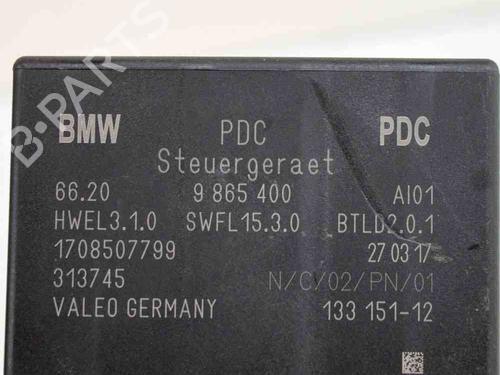 BMW PDC PDC
Steuergeraet
66.20 9 865 400 AI01
HWEL3.1.0 SWFL15.3.0 BTLD2.0.1
1708507799 27 03 17
313745 N/C/02/PN/01
VALEO GERMANY 133 151-12
B-PARTS